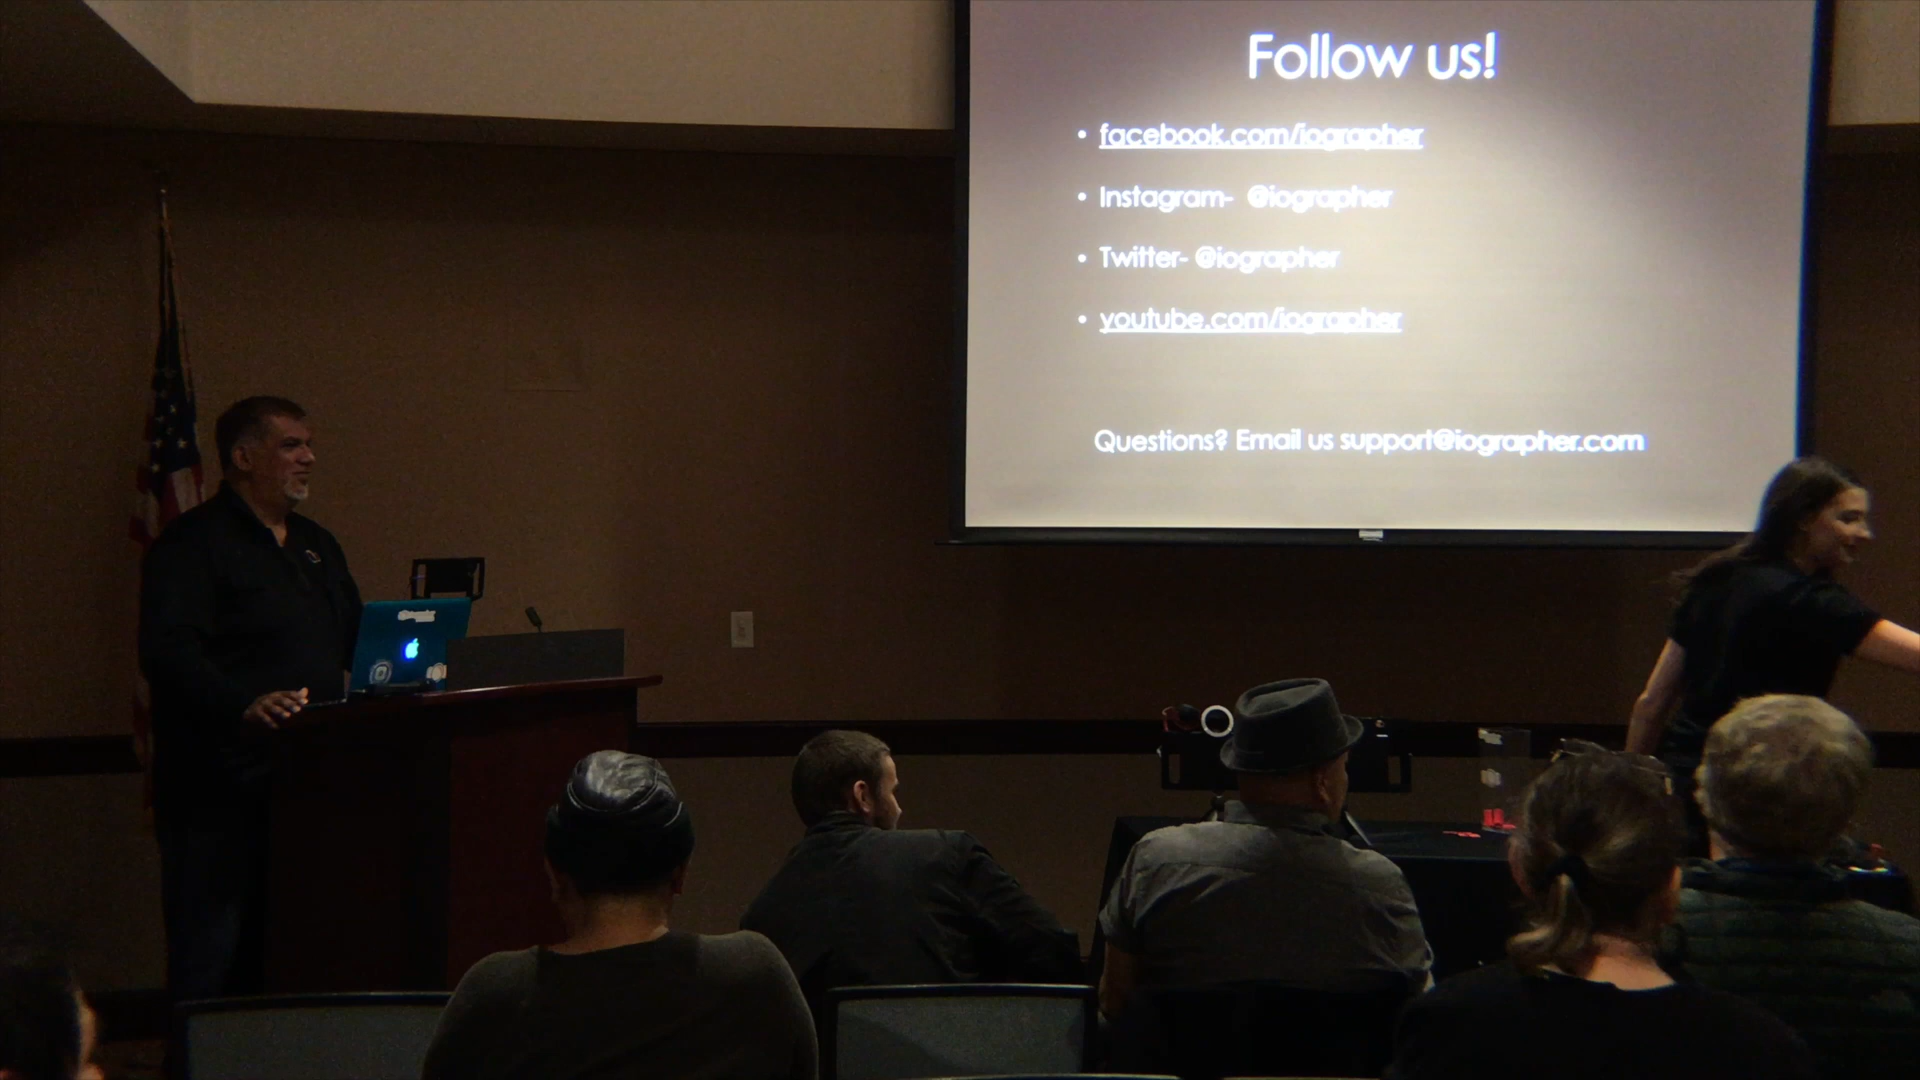 Follow us!
• facebook.com/iographer
• Instagram- @iographer
• Twitter- @iographer
• youtube.com/iographer
Questions? Email us support@iographer.com